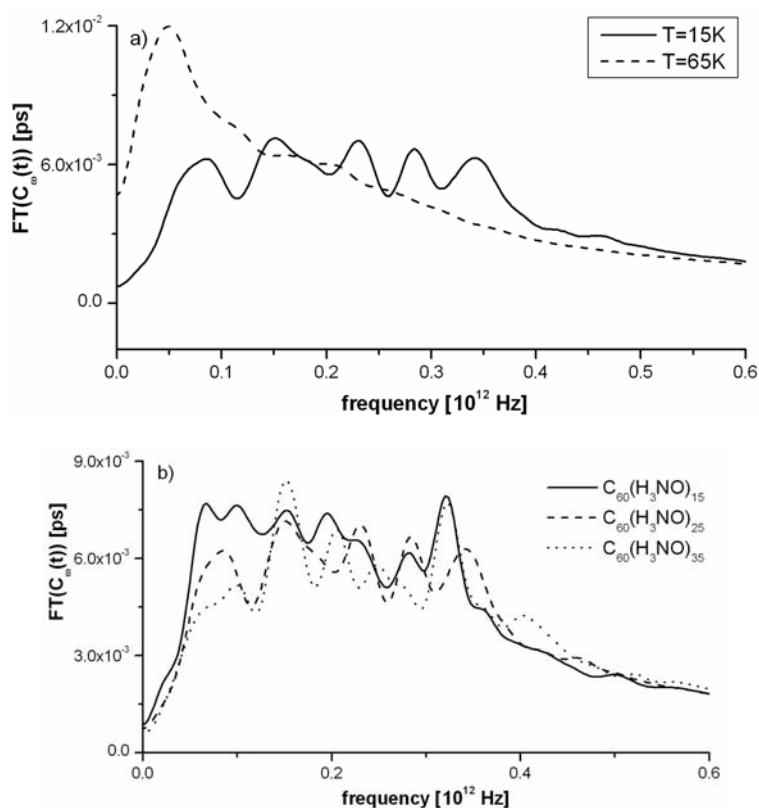 a)
T=15K
T=65K
1.2x10⁻²
6.0x10⁻³
0.0
FT(C_ω(t)) [ps]
0.0 0.1 0.2 0.3 0.4 0.5 0.6
frequency [10¹² Hz]
b)
C₆₀(H₃NO)₁₅
C₆₀(H₃NO)₂₅
C₆₀(H₃NO)₃₅
9.0x10⁻³
6.0x10⁻³
3.0x10⁻³
0.0
FT(C_ω(t)) [ps]
0.0 0.2 0.4 0.6
frequency [10¹² Hz]